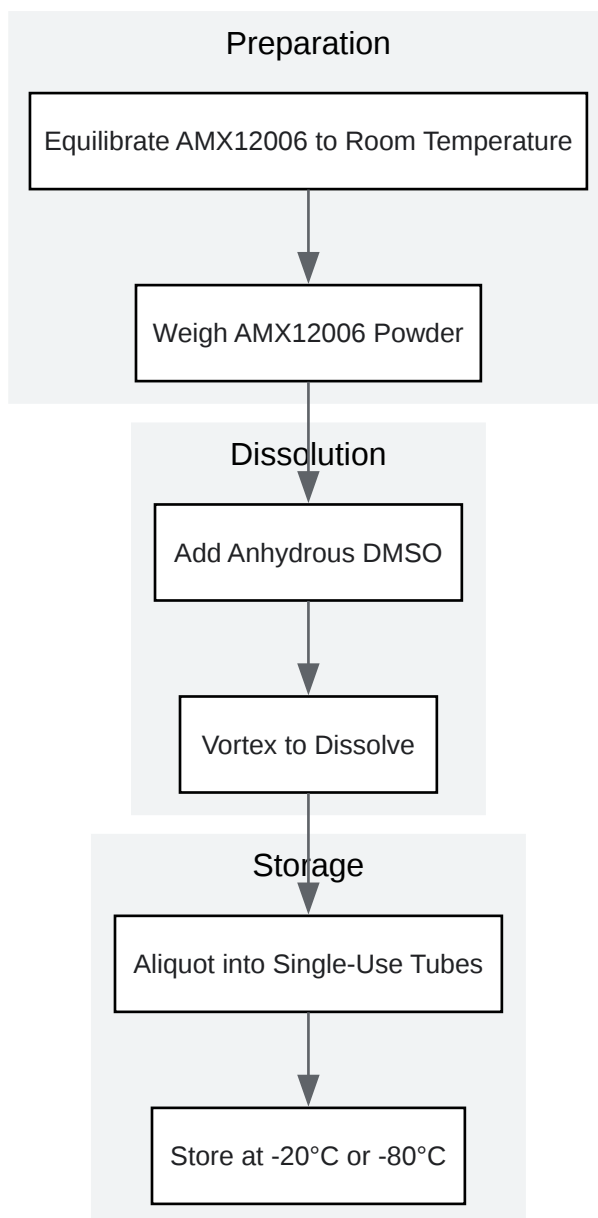 Preparation
Equilibrate AMX12006 to Room Temperature
Weigh AMX12006 Powder
Dissolution
Add Anhydrous DMSO
Vortex to Dissolve
Storage
Aliquot into Single-Use Tubes
Store at -20°C or -80°C